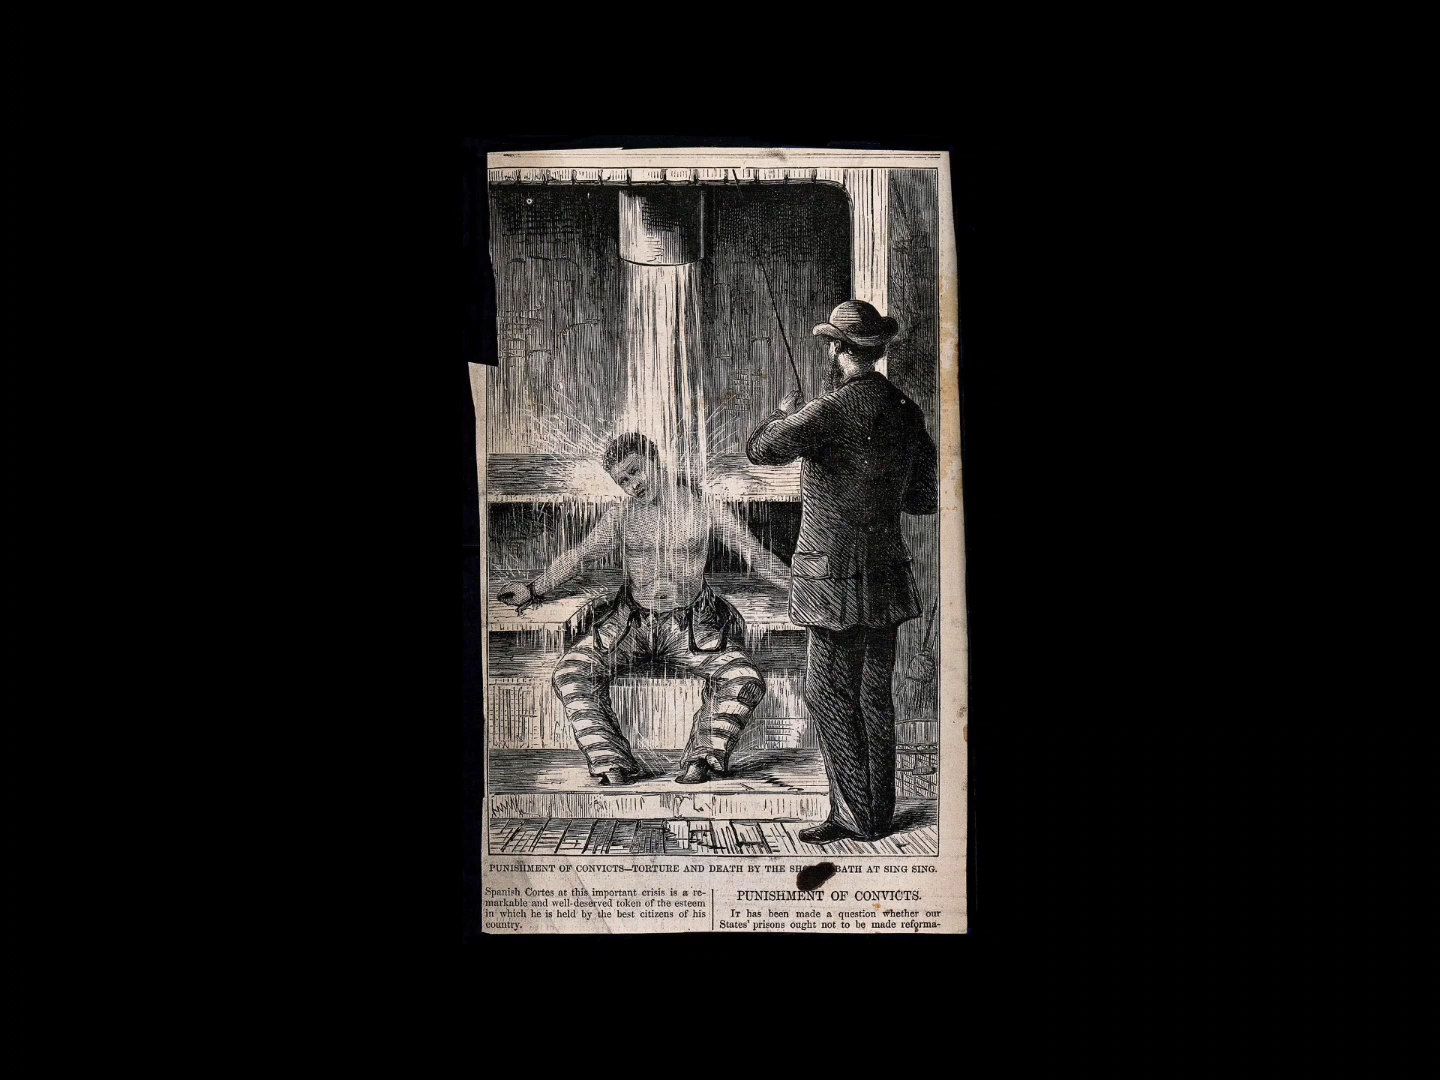 PUNISHMENT OF CONVICTS—TORTURE AND DEATH BY THE BATH AT SING SING.
Spanish Cortes at this important crisis is a re-
markable and well-deserved token of the esteem
in which he is held by the best citizens of his
country.
PUNISHMENT OF CONVICTS.
It has been made a question whether our
States' prisons ought not to be made reforma-